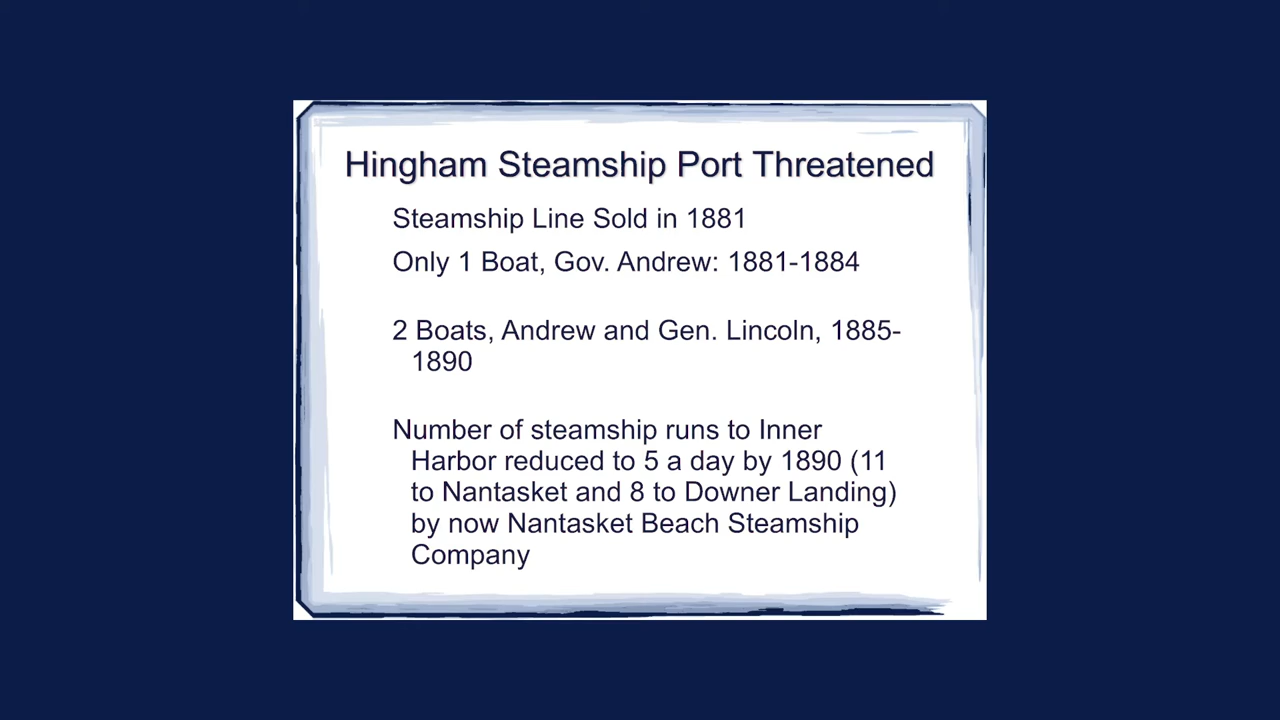 Hingham Steamship Port Threatened
Steamship Line Sold in 1881
Only 1 Boat, Gov. Andrew: 1881-1884
2 Boats, Andrew and Gen. Lincoln, 1885-
1890
Number of steamship runs to Inner
Harbor reduced to 5 a day by 1890 (11
to Nantasket and 8 to Downer Landing)
by now Nantasket Beach Steamship
Company